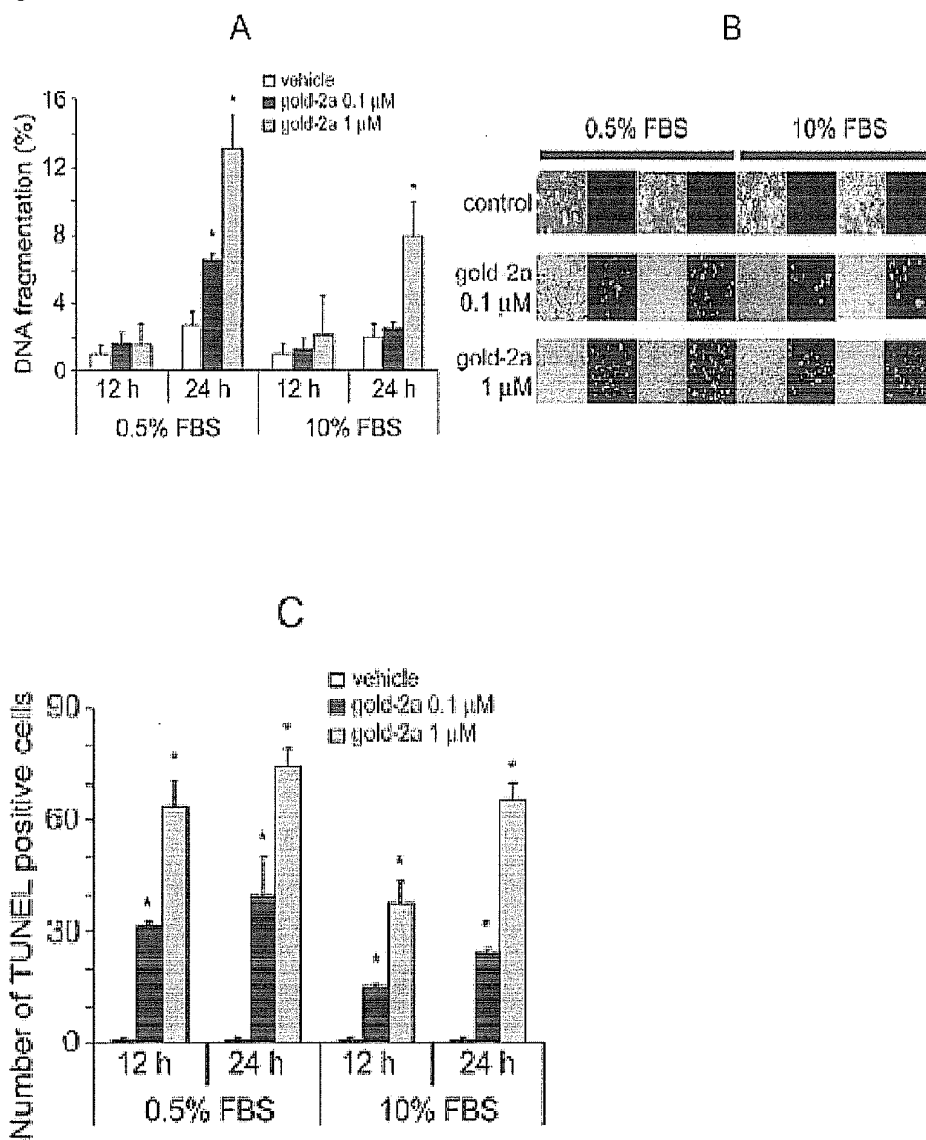 A
vehicle
gold-2a 0.1 µM
gold-2a 1 µM
DNA fragmentation (%)
16
12
8
4
0
*
*
*
12 h 24 h 12 h 24 h
0.5% FBS 10% FBS
B
0.5% FBS 10% FBS
control
gold-2a
0.1 µM
gold-2a
1 µM
C
vehicle
gold-2a 0.1 µM
gold-2a 1 µM
Number of TUNEL positive cells
90
60
30
0
*
*
*
*
*
*
*
*
12 h 24 h 12 h 24 h
0.5% FBS 10% FBS